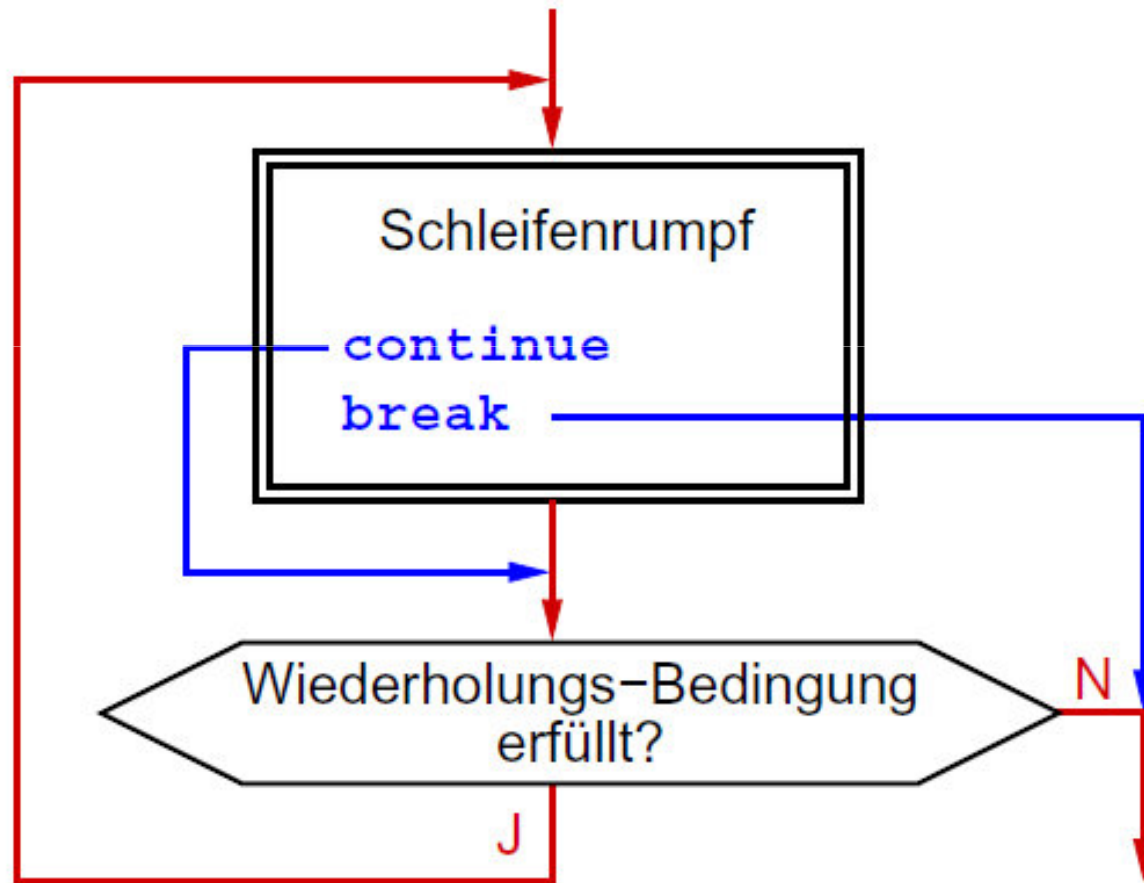 Schleifenrumpf
continue
break
Wiederholungs-Bedingung
erfüllt?
N
J